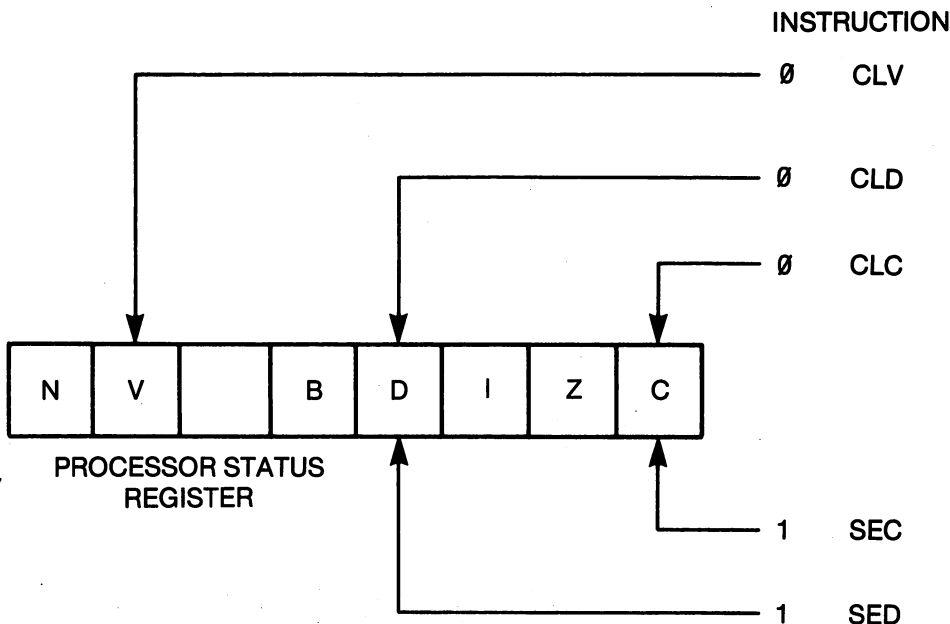 INSTRUCTION
Ø CLV
Ø CLD
Ø CLC
N V B D I Z C
PROCESSOR STATUS
REGISTER
1 SEC
1 SED